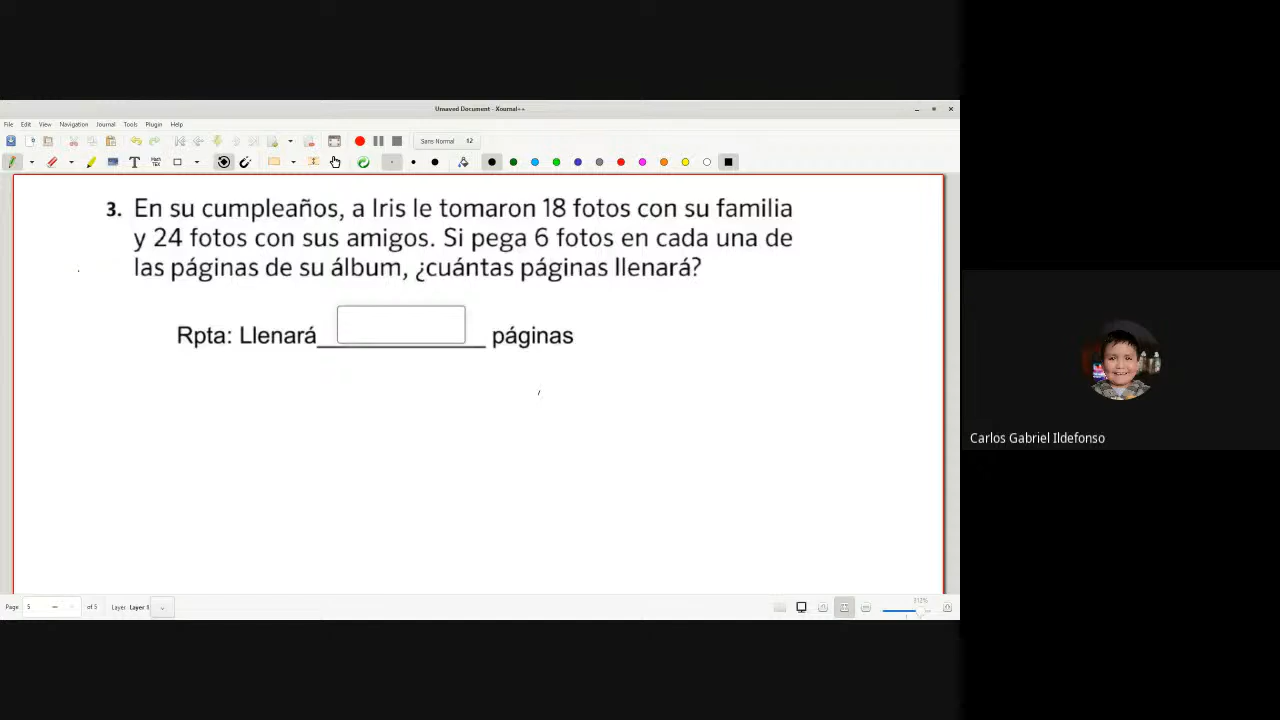 Unsaved Document - Xournal++
File Edit View Navigation Journal Tools Plugin Help
Sans Normal 12
3. En su cumpleaños, a Iris le tomaron 18 fotos con su familia
y 24 fotos con sus amigos. Si pega 6 fotos en cada una de
las páginas de su álbum, ¿cuántas páginas llenará?
Rpta: Llenará páginas
Carlos Gabriel Ildefonso
Page 5 of 5 Layer Layer 1 312%